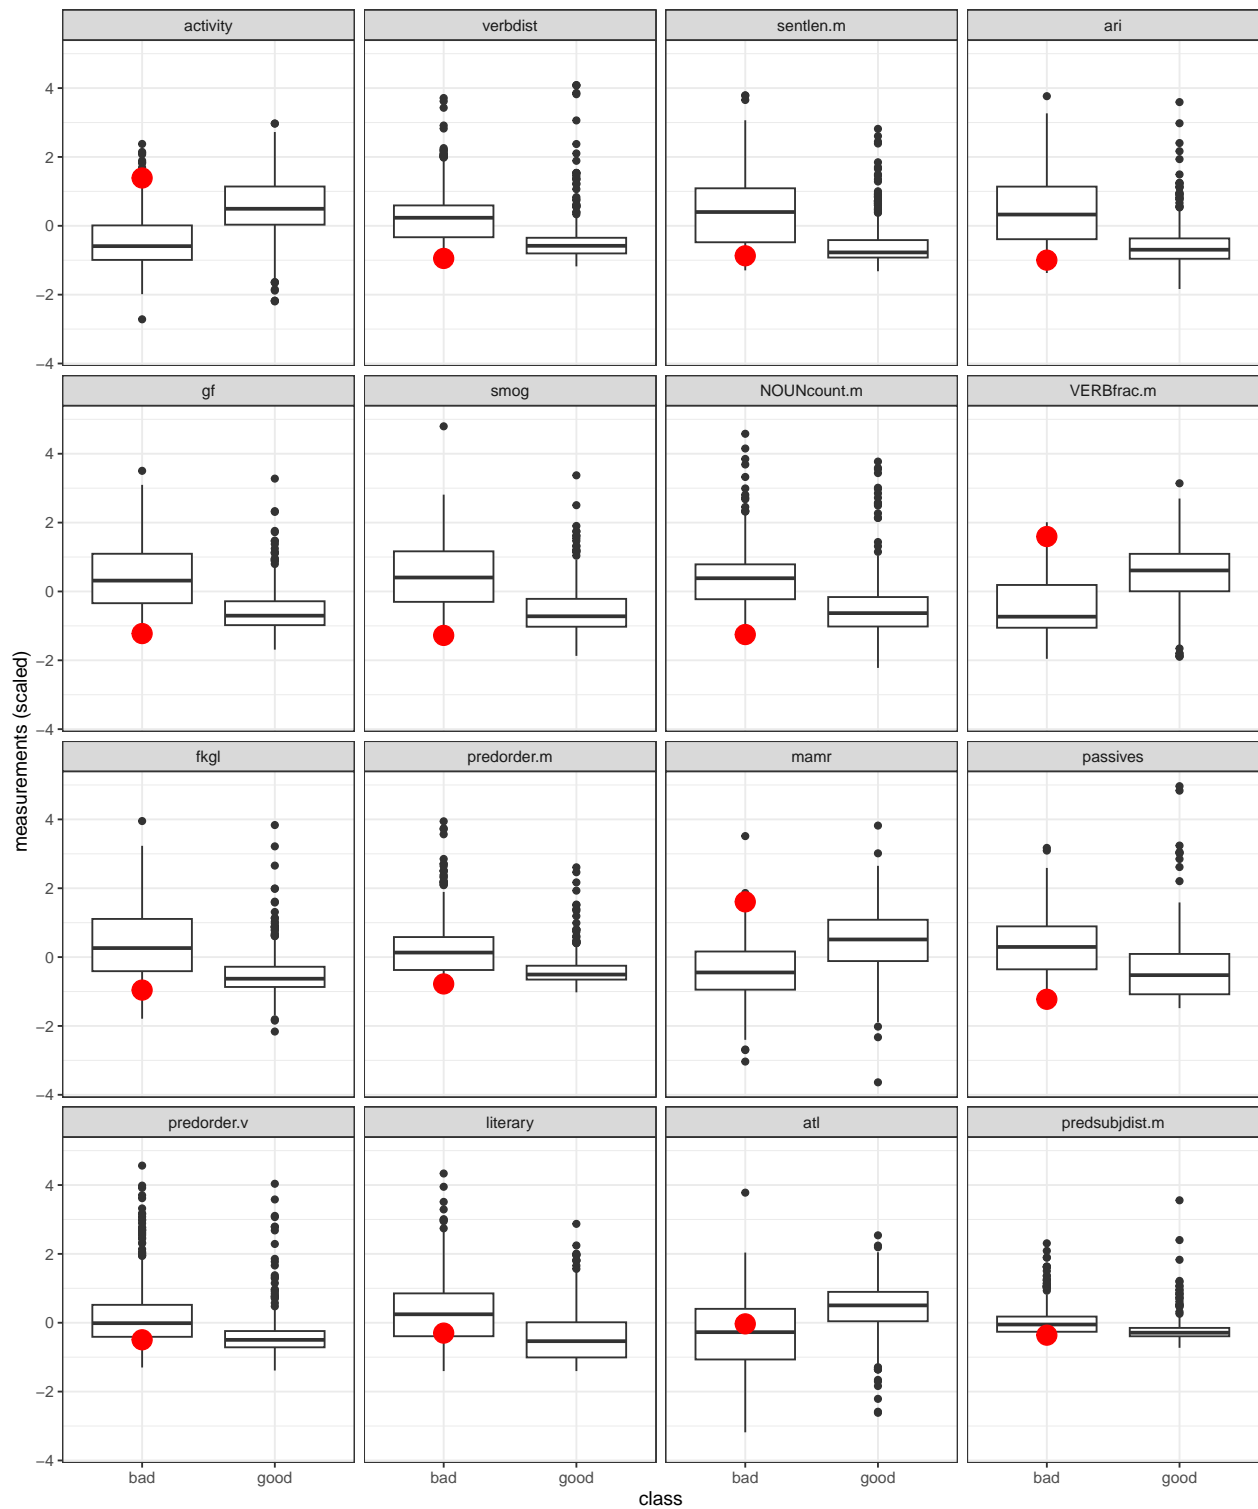 activity verbdist sentlen.m ari
4
2
0
−2
−4
gf smog NOUNcount.m VERBfrac.m
4
2
0
−2
−4
fkgl predorder.m mamr passives
4
2
0
−2
−4
predorder.v literary atl predsubjdist.m
4
2
0
−2
−4
measurements (scaled)
bad good bad good bad good bad good
class